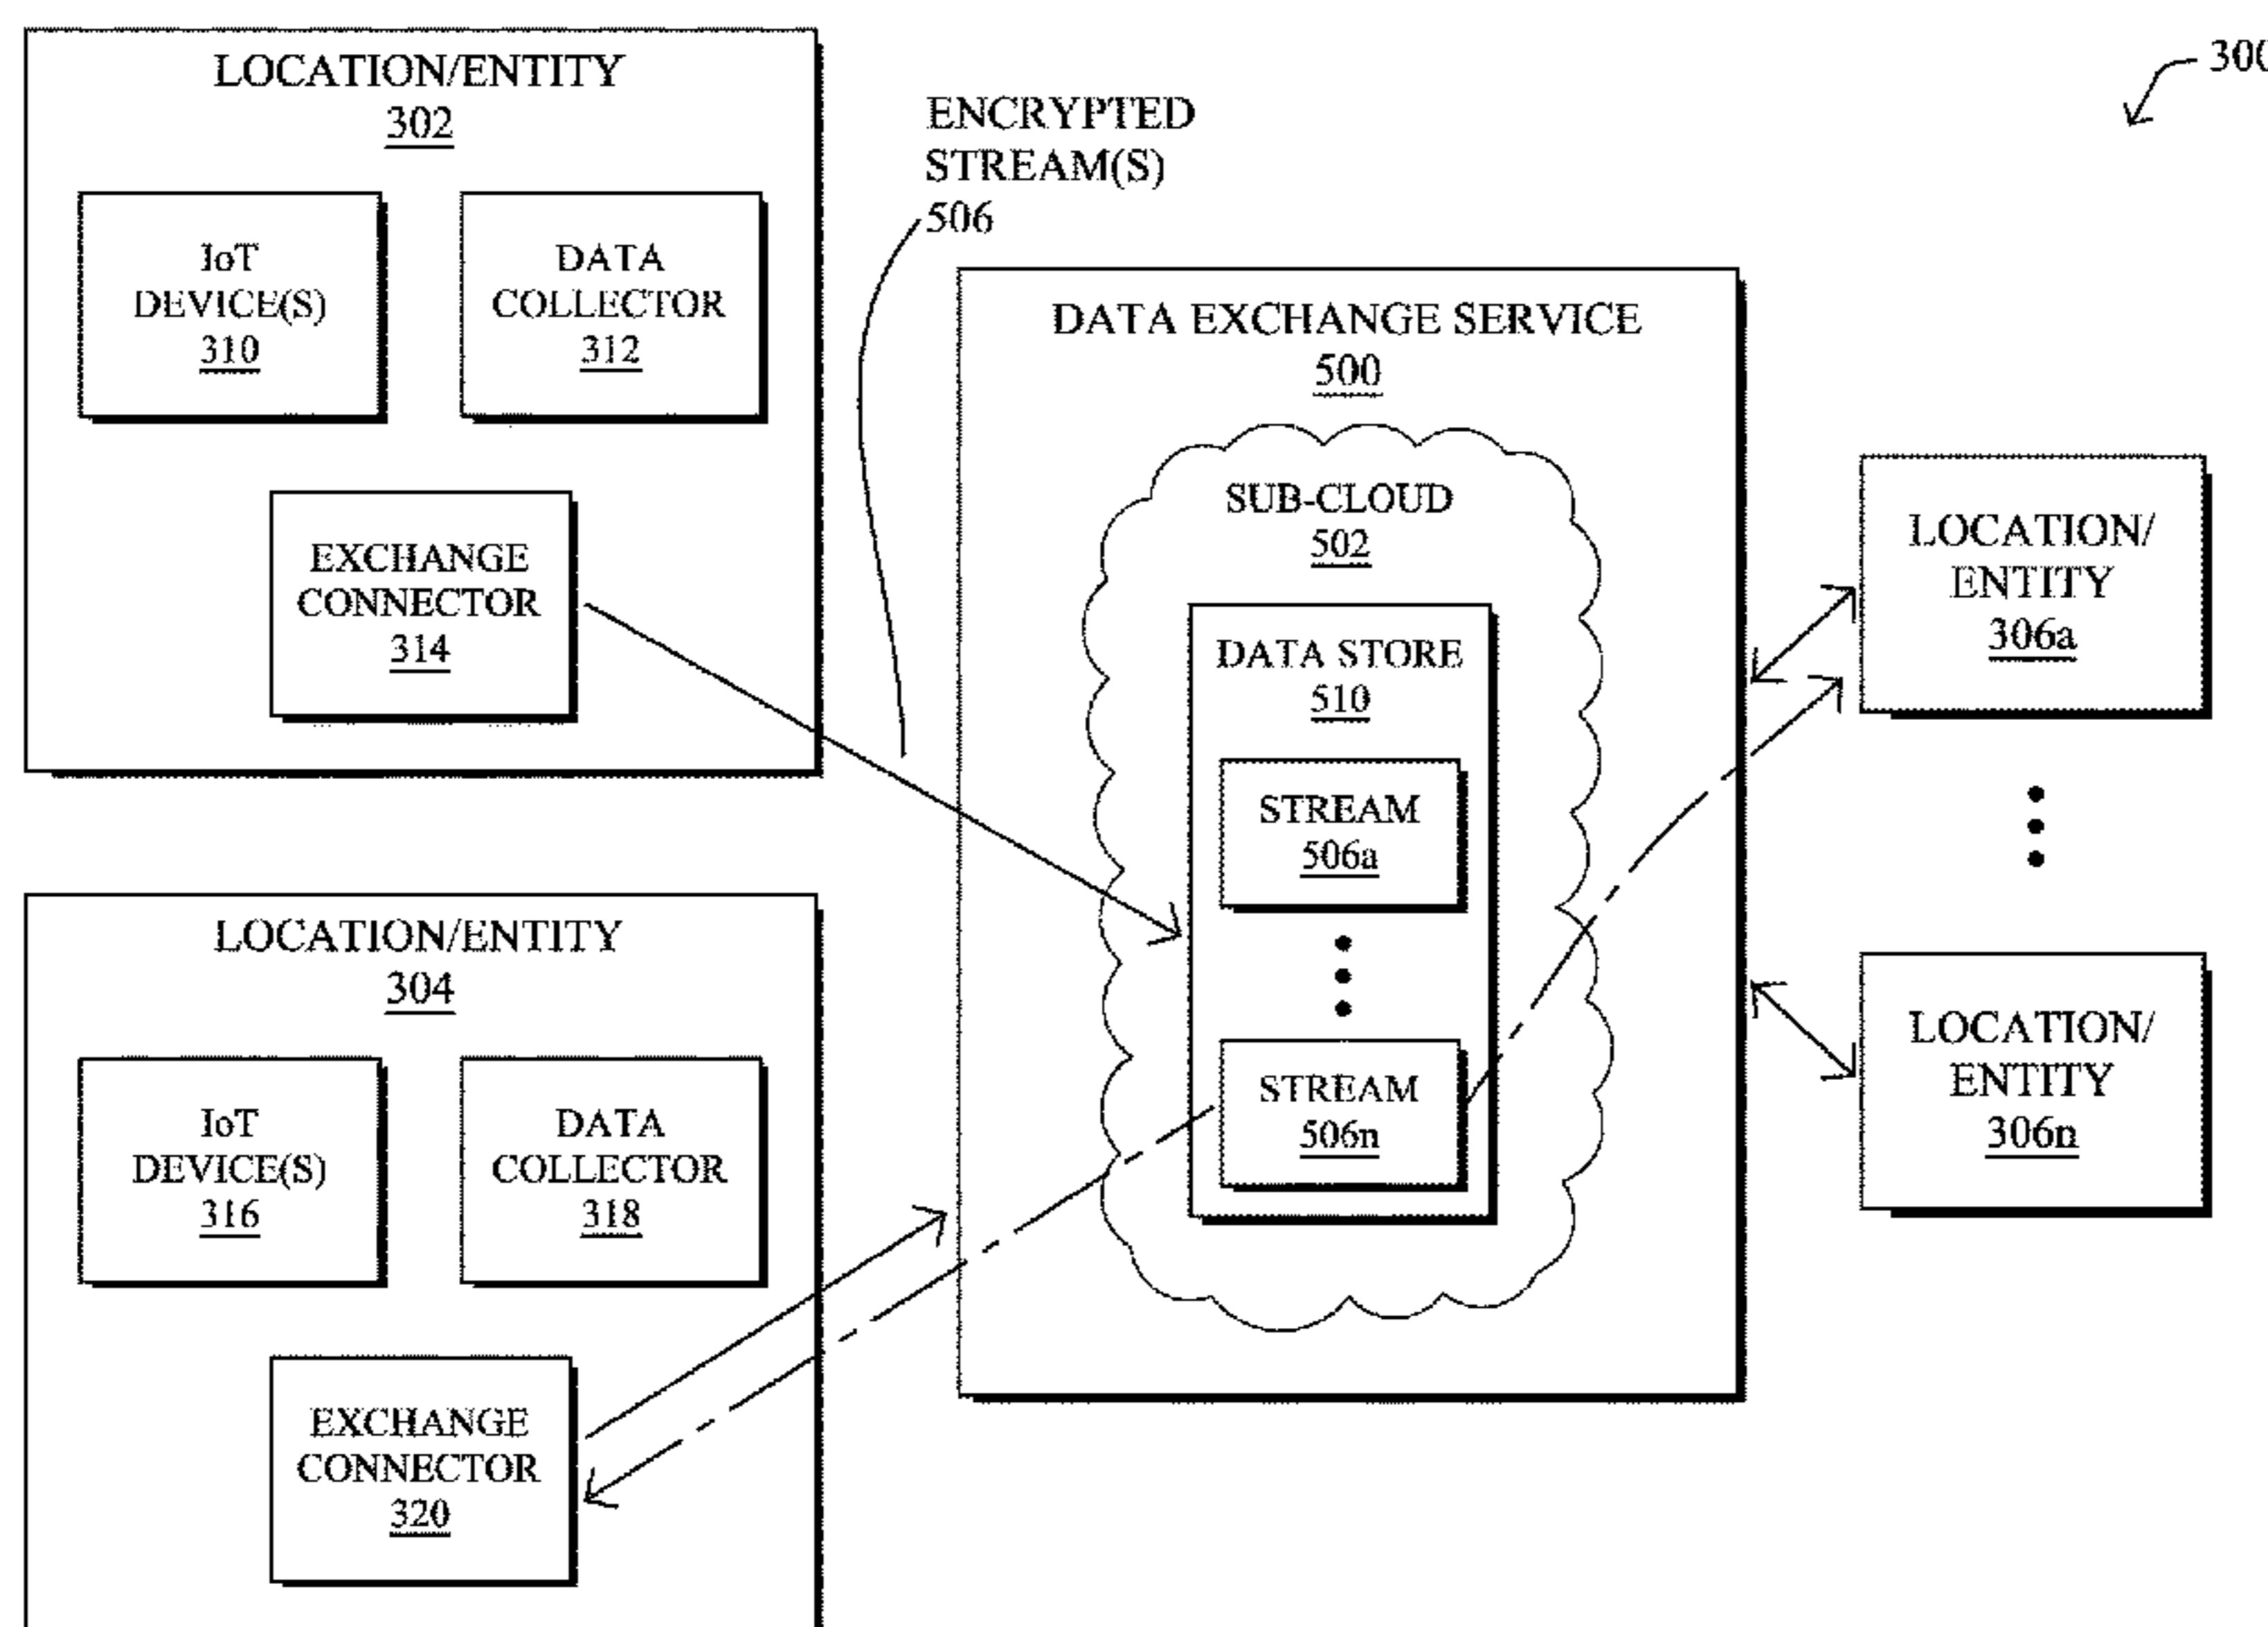 LOCATION/ENTITY
302
IoT
DEVICE(S)
310
DATA
COLLECTOR
312
EXCHANGE
CONNECTOR
314
ENCRYPTED
STREAM(S)
506
300
DATA EXCHANGE SERVICE
500
SUB-CLOUD
502
DATA STORE
510
STREAM
506a
STREAM
506n
LOCATION/
ENTITY
306a
LOCATION/
ENTITY
306n
LOCATION/ENTITY
304
IoT
DEVICE(S)
316
DATA
COLLECTOR
318
EXCHANGE
CONNECTOR
320